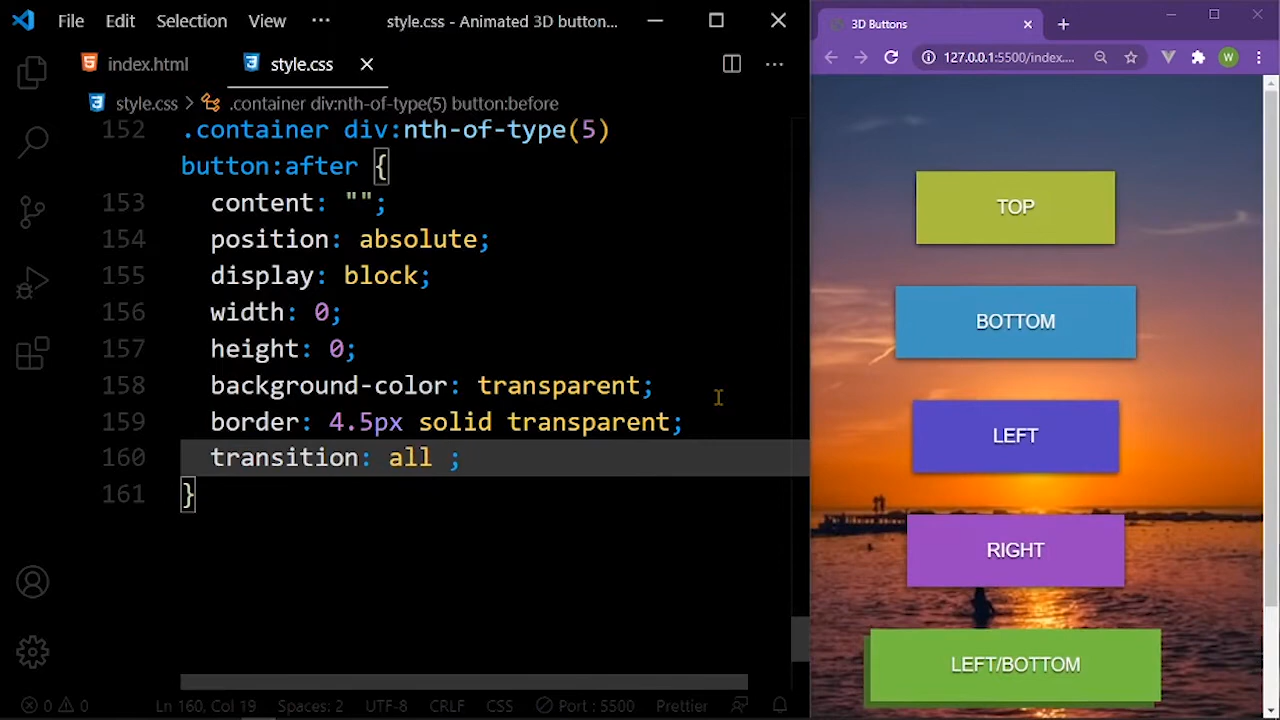 File Edit Selection View ··· style.css - Animated 3D button...
index.html style.css
style.css > .container div:nth-of-type(5) button:before
152 .container div:nth-of-type(5)
button:after {
153 content: "";
154 position: absolute;
155 display: block;
156 width: 0;
157 height: 0;
158 background-color: transparent;
159 border: 4.5px solid transparent;
160 transition: all ;
161 }
0 0 Ln 160, Col 19 Spaces: 2 UTF-8 CRLF CSS Port : 5500 Prettier
3D Buttons
127.0.0.1:5500/index.... W
TOP
BOTTOM
LEFT
RIGHT
LEFT/BOTTOM